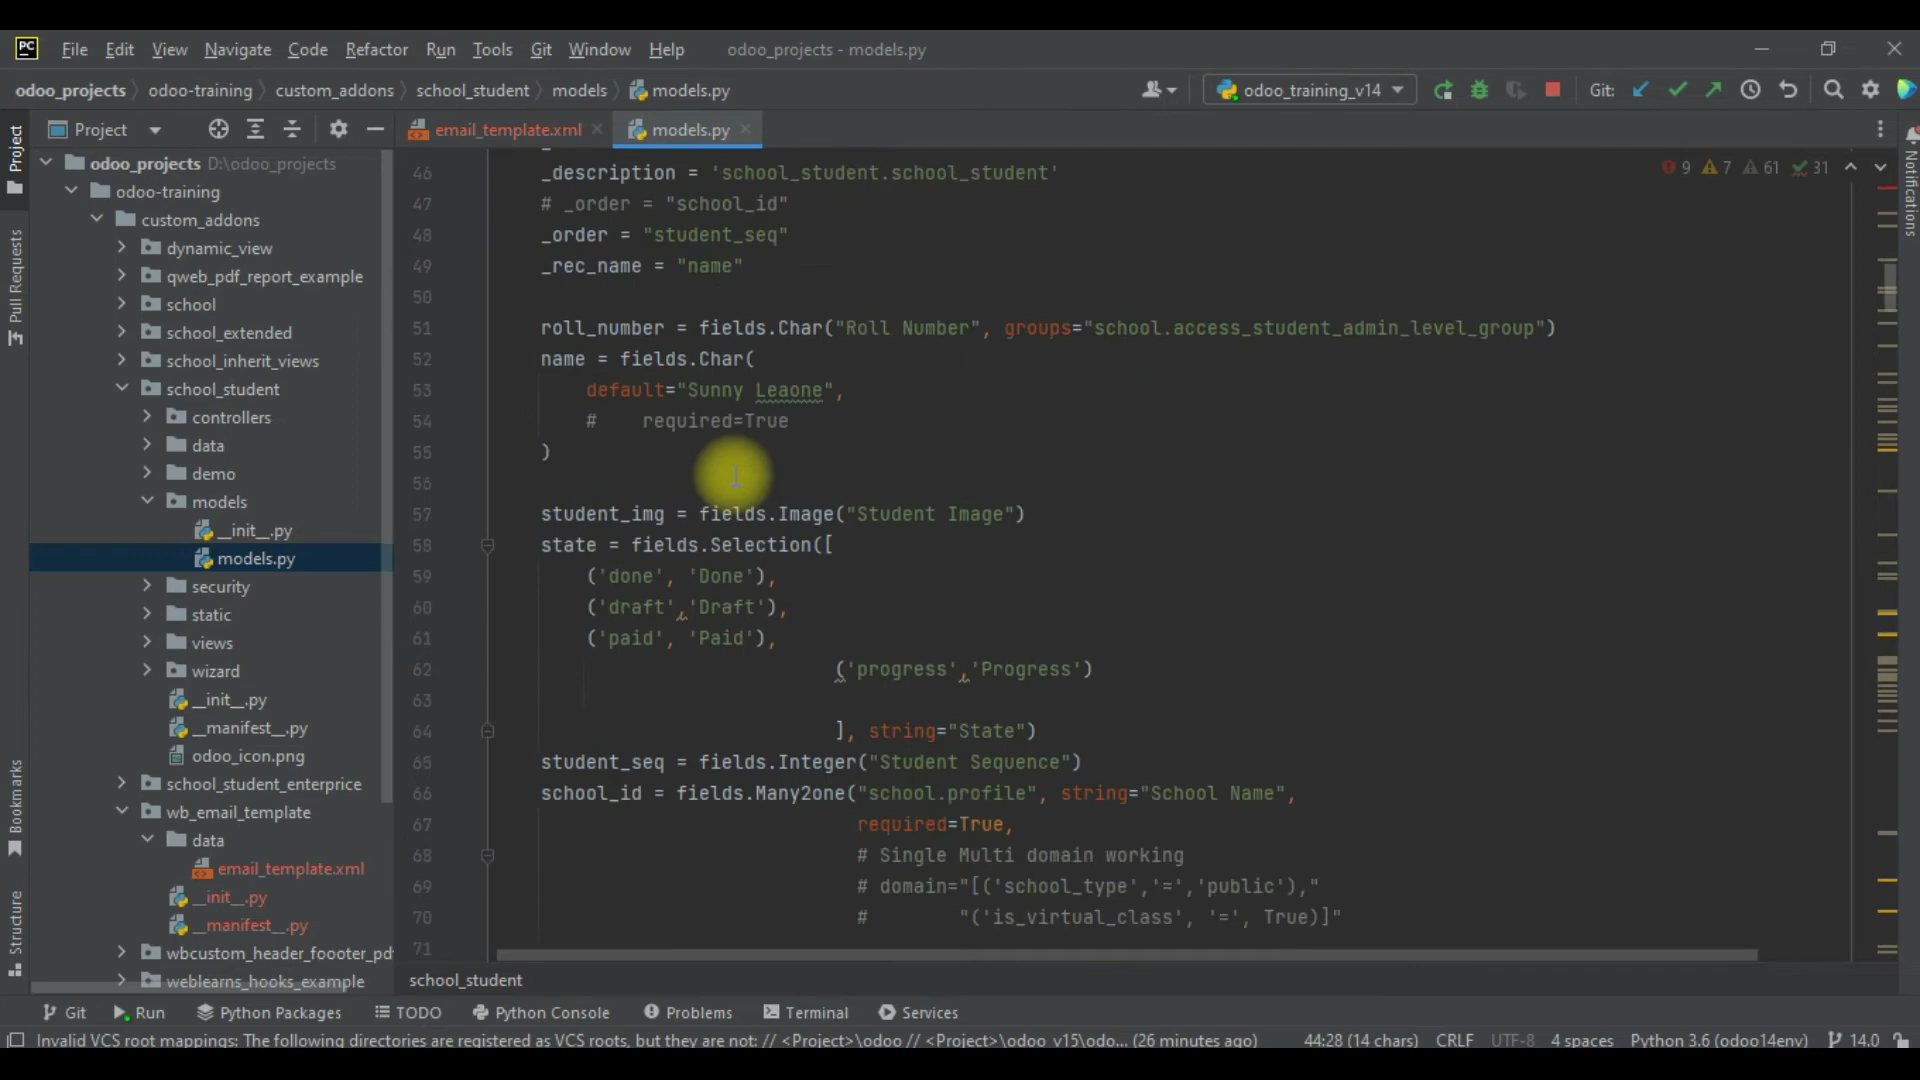 PC File Edit View Navigate Code Refactor Run Tools Git Window Help odoo_projects - models.py
odoo_projects odoo-training custom_addons school_student models models.py odoo_training_v14 Git:
Project email_template.xml models.py
Project
Pull Requests
Bookmarks
Structure
Notifications
odoo_projects D:\odoo_projects
odoo-training
custom_addons
dynamic_view
qweb_pdf_report_example
school
school_extended
school_inherit_views
school_student
controllers
data
demo
models
__init__.py
models.py
security
static
views
wizard
__init__.py
__manifest__.py
odoo_icon.png
school_student_enterprice
wb_email_template
data
email_template.xml
__init__.py
__manifest__.py
wbcustom_header_foooter_pd
weblearns_hooks_example
9 7 61 31
46 _description = 'school_student.school_student'
47 # _order = "school_id"
48 _order = "student_seq"
49 _rec_name = "name"
50
51 roll_number = fields.Char("Roll Number", groups="school.access_student_admin_level_group")
52 name = fields.Char(
53 default="Sunny Leaone",
54 # required=True
55 )
56
57 student_img = fields.Image("Student Image")
58 state = fields.Selection([
59 ('done', 'Done'),
60 ('draft','Draft'),
61 ('paid', 'Paid'),
62 ('progress','Progress')
63
64 ], string="State")
65 student_seq = fields.Integer("Student Sequence")
66 school_id = fields.Many2one("school.profile", string="School Name",
67 required=True,
68 # Single Multi domain working
69 # domain="[('school_type','=','public'),"
70 # "('is_virtual_class', '=', True)]"
71
school_student
Git Run Python Packages TODO Python Console Problems Terminal Services
Invalid VCS root mappings: The following directories are registered as VCS roots, but they are not: // <Project>\odoo // <Project>\odoo_v15\odo... (26 minutes ago) 44:28 (14 chars) CRLF UTF-8 4 spaces Python 3.6 (odoo14env) 14.0